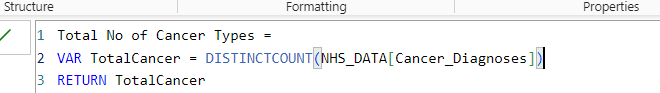 Structure Formatting Properties
1 Total No of Cancer Types =
2 VAR TotalCancer = DISTINCTCOUNT(NHS_DATA[Cancer_Diagnoses])
3 RETURN TotalCancer